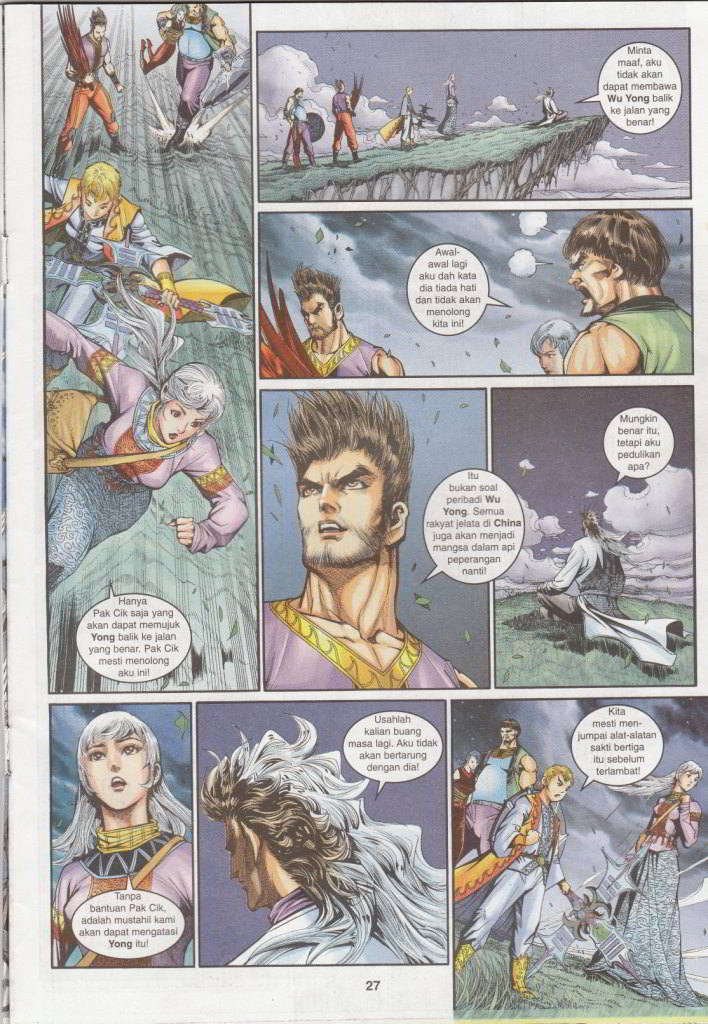 Hanya
Pak Cik saja yang
akan dapat memujuk
Yong balik ke jalan
yang benar. Pak Cik
mesti menolong
aku ini!
Minta
maaf, aku
tidak akan
dapat membawa
Wu Yong balik
ke jalan yang
benar!
Awal-
awal lagi
aku dah kata
dia tiada hati
dan tidak akan
menolong
kita ini!
Itu
bukan soal
peribadi Wu
Yong. Semua
rakyat jelata di China
juga akan menjadi
mangsa dalam api
peperangan
nanti!
Mungkin
benar itu,
tetapi aku
pedulikan
apa?
Tanpa
bantuan Pak Cik,
adalah mustahil kami
akan dapat mengatasi
Yong itu!
Usahlah
kalian buang
masa lagi. Aku tidak
akan bertarung
dengan dia!
Kita
mesti men-
jumpai alat-alatan
sakti bertiga
itu sebelum
terlambat!
27